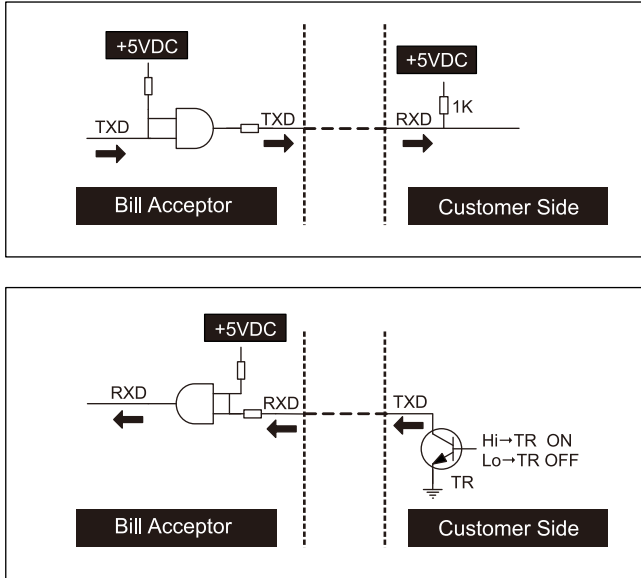 +5VDC
+5VDC
1K
TXD
TXD
RXD
Bill Acceptor
Customer Side
+5VDC
RXD
RXD
TXD
Hi→TR ON
Lo→TR OFF
TR
Bill Acceptor
Customer Side